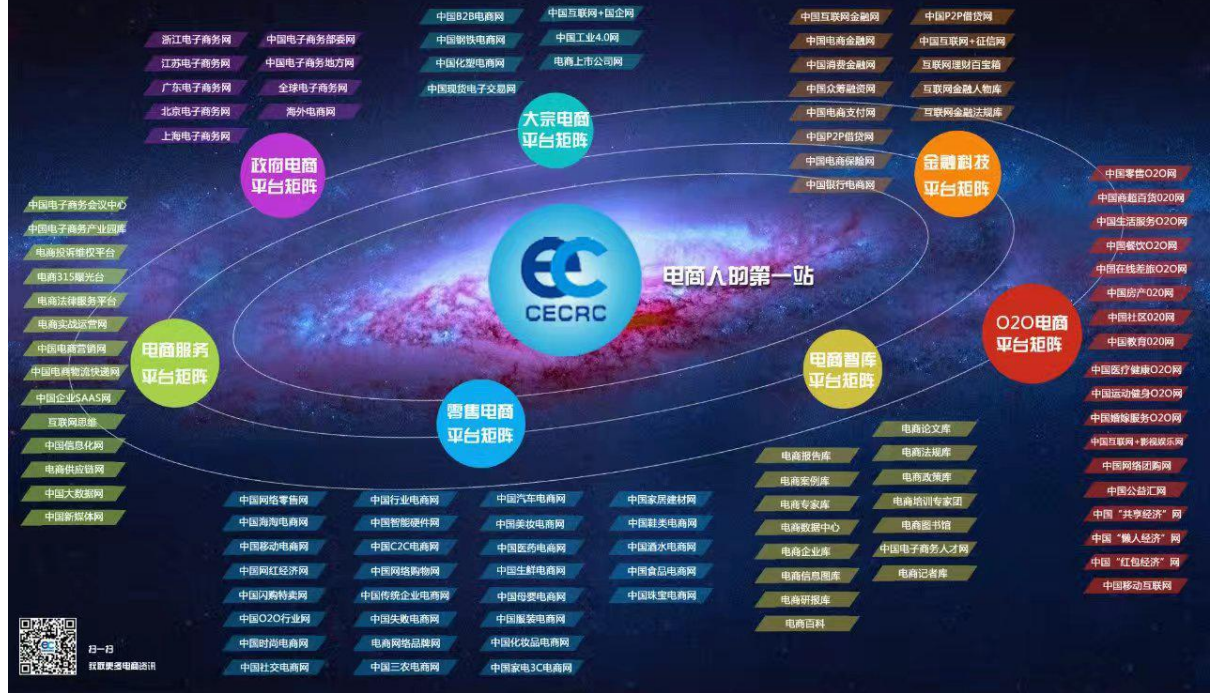 中国B2B电商网
中国互联网+国企网
中国钢铁电商网
中国工业4.0网
中国化塑电商网
电商上市公司网
中国现货电子交易网
大宗电商
平台矩阵
浙江电子商务网
中国电子商务部委网
江苏电子商务网
中国电子商务地方网
广东电子商务网
全球电子商务网
北京电子商务网
海外电商网
上海电子商务网
政府电商
平台矩阵
中国互联网金融网
中国P2P借贷网
中国电商金融网
中国互联网+征信网
中国消费金融网
互联网理财百宝箱
中国众筹融资网
互联网金融人物库
中国电商支付网
互联网金融法规库
中国P2P借贷网
中国电商保险网
中国银行电商网
金融科技
平台矩阵
中国电子商务会议中心
中国电子商务产业园库
电商投诉维权平台
电商315曝光台
电商法律服务平台
电商实战运营网
中国电商营销网
中国电商物流快递网
中国企业SAAS网
互联网思维
中国信息化网
电商供应链网
中国大数据网
中国新媒体网
电商服务
平台矩阵
CECRC
电商人的第一站
中国零售O2O网
中国商超百货020网
中国生活服务O2O网
中国餐饮O2O网
中国在线差旅O2O网
中国房产020网
中国社区020网
中国教育020网
中国医疗健康O2O网
中国运动健身O2O网
中国婚嫁服务O2O网
中国互联网+影视娱乐网
中国网络团购网
中国公益汇网
中国“共享经济”网
中国“懒人经济”网
中国“红包经济”网
中国移动互联网
O2O电商
平台矩阵
电商智库
平台矩阵
电商论文库
电商报告库
电商法规库
电商案例库
电商政策库
电商专家库
电商培训专家团
电商数据中心
电商图书馆
电商企业库
中国电子商务人才网
电商信息图库
电商记者库
电商研报库
电商百科
零售电商
平台矩阵
中国网络零售网
中国行业电商网
中国汽车电商网
中国家居建材网
中国海淘电商网
中国智能硬件网
中国美妆电商网
中国鞋类电商网
中国移动电商网
中国C2C电商网
中国医药电商网
中国酒水电商网
中国网红经济网
中国网络购物网
中国生鲜电商网
中国食品电商网
中国闪购特卖网
中国传统企业电商网
中国母婴电商网
中国珠宝电商网
中国O2O行业网
中国失败电商网
中国服装电商网
中国时尚电商网
电商网络品牌网
中国化妆品电商网
中国社交电商网
中国三农电商网
中国家电3C电商网
扫一扫
获取更多电商资讯